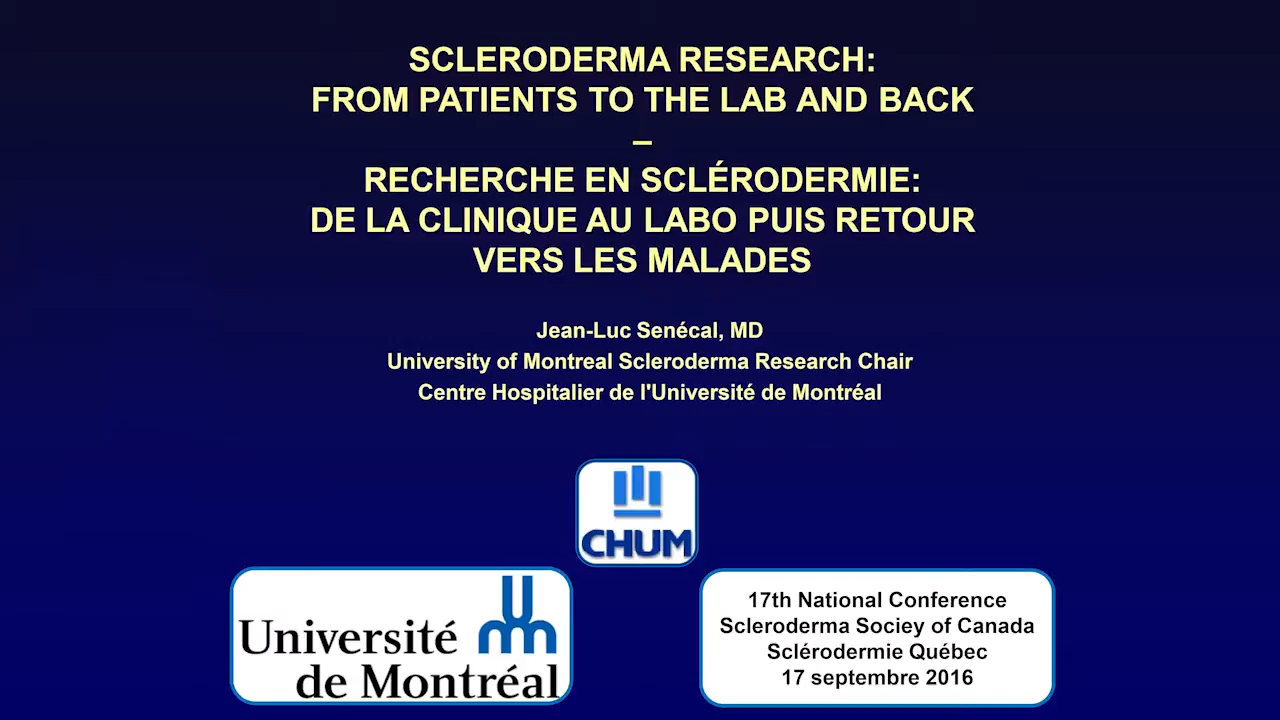 SCLERODERMA RESEARCH:
FROM PATIENTS TO THE LAB AND BACK
–
RECHERCHE EN SCLÉRODERMIE:
DE LA CLINIQUE AU LABO PUIS RETOUR
VERS LES MALADES
Jean-Luc Senécal, MD
University of Montreal Scleroderma Research Chair
Centre Hospitalier de l'Université de Montréal
CHUM
Université
de Montréal
17th National Conference
Scleroderma Sociey of Canada
Sclérodermie Québec
17 septembre 2016